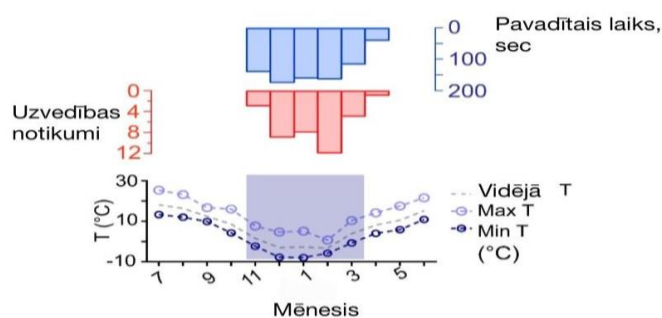 0
100
200
Pavadītais laiks,
sec
0
4
8
12
Uzvedības
notikumi
30
10
-10
T (°C)
7 9 11 1 3 5
Mēnesis
Vidējā T
Max T
Min T
(°C)